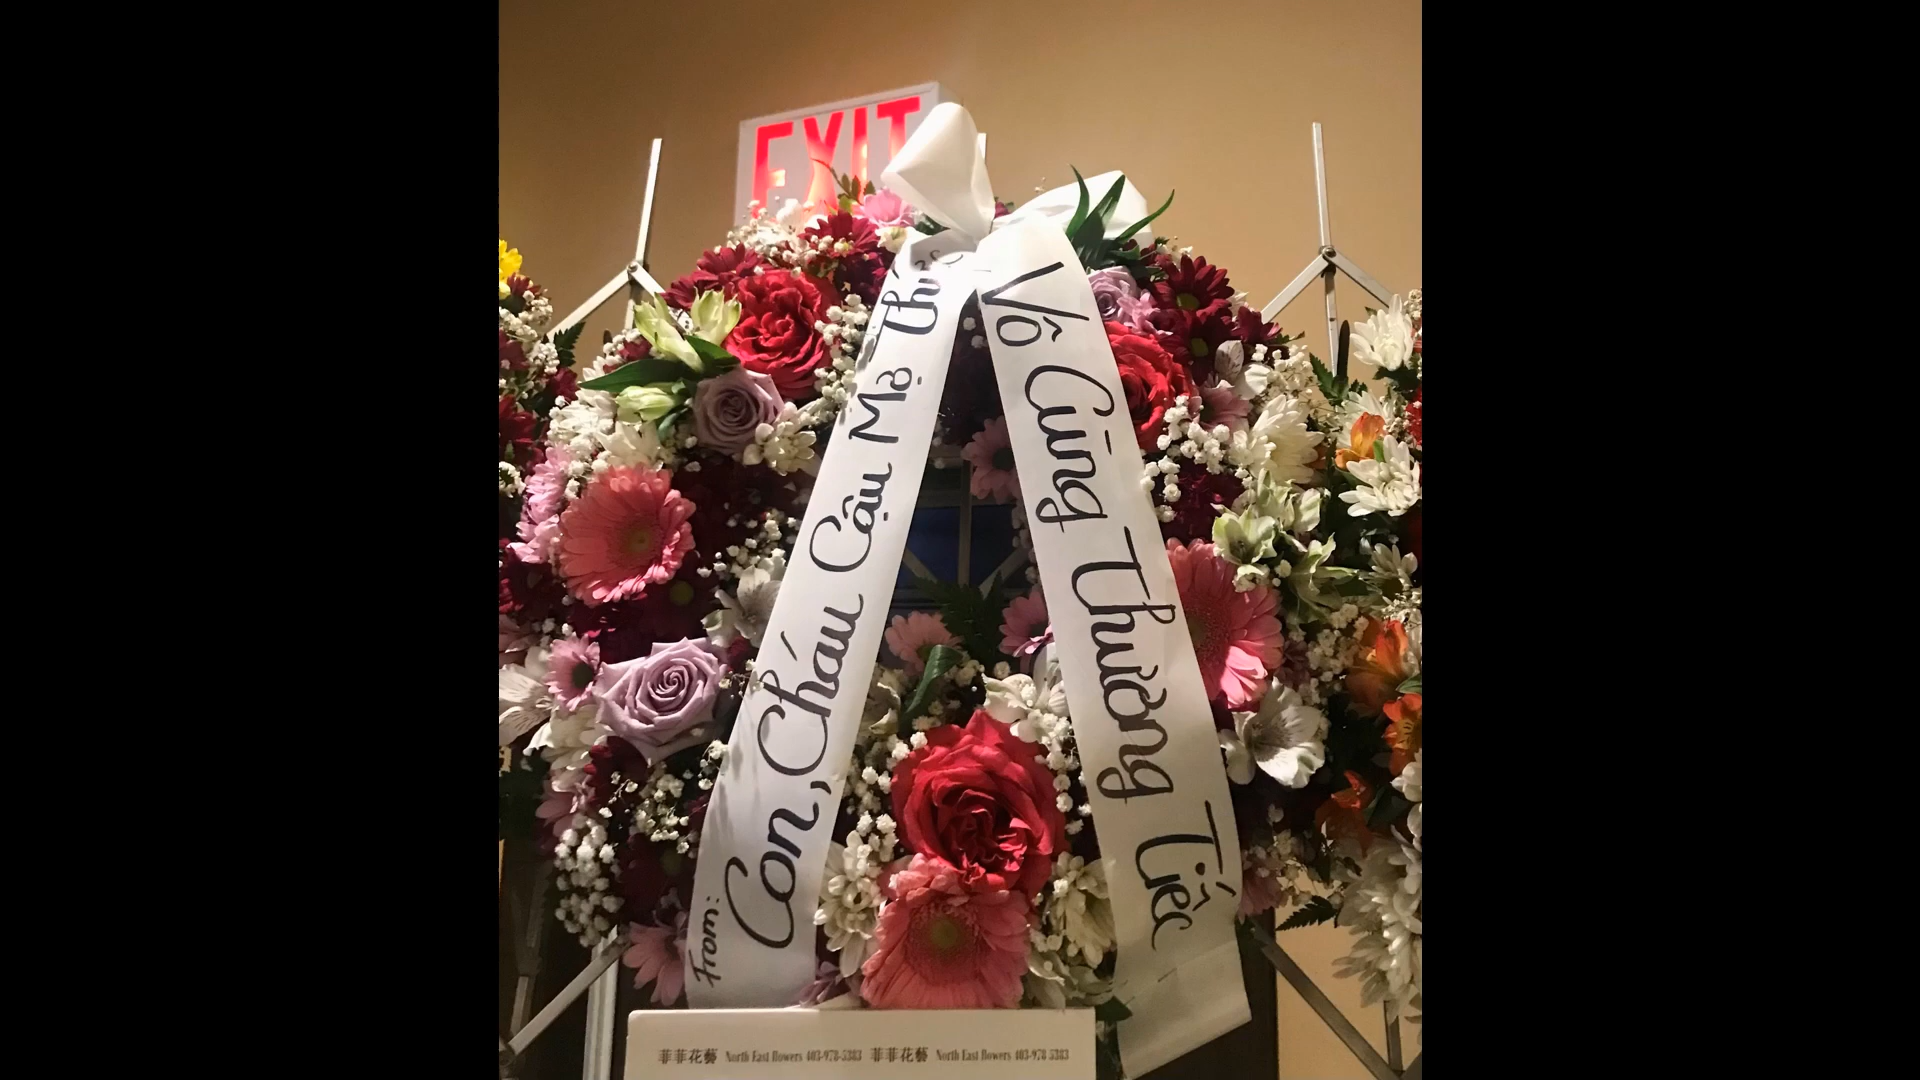 EXIT
From: Con, Cháu Cậu Mợ
Vô Cùng Thương Tiếc
菲菲花藝 North East flowers 403-978-5383 菲菲花藝 North East flowers 403-978 5383